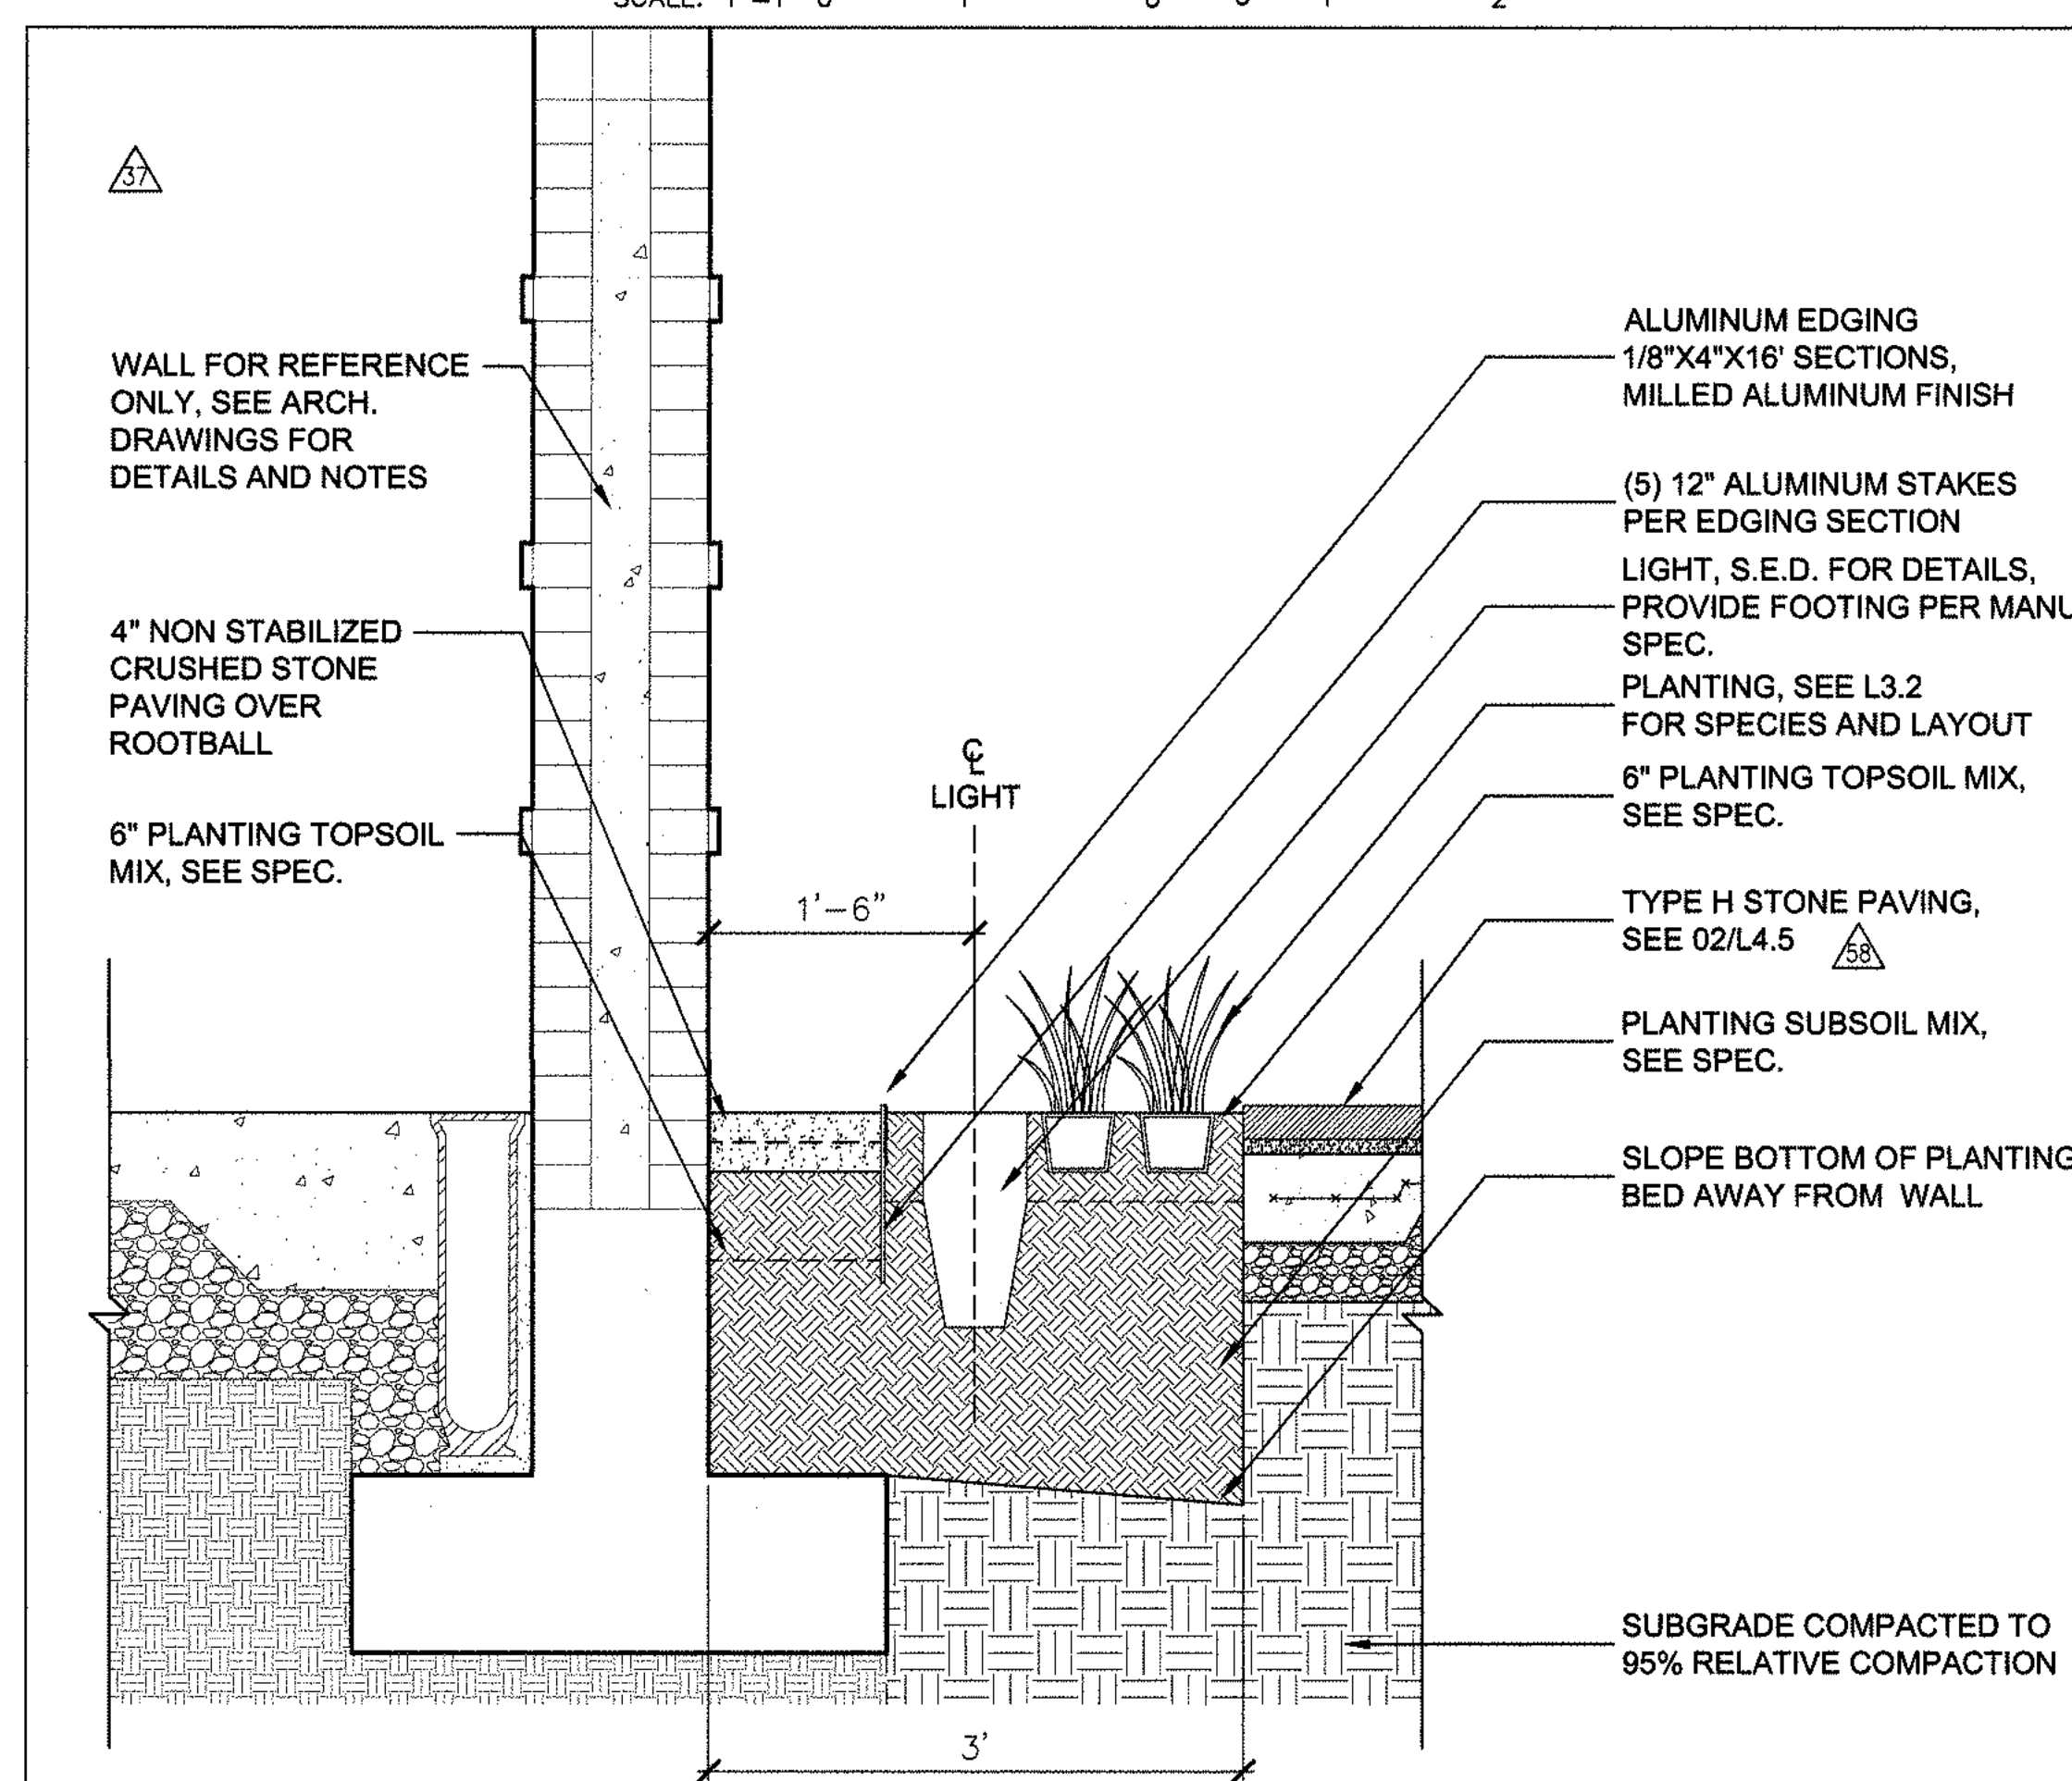 37
WALL FOR REFERENCE
ONLY, SEE ARCH.
DRAWINGS FOR
DETAILS AND NOTES
4" NON STABILIZED
CRUSHED STONE
PAVING OVER
ROOTBALL
6" PLANTING TOPSOIL
MIX, SEE SPEC.
℄
LIGHT
1'-6"
3'
ALUMINUM EDGING
1/8"X4"X16' SECTIONS,
MILLED ALUMINUM FINISH
(5) 12" ALUMINUM STAKES
PER EDGING SECTION
LIGHT, S.E.D. FOR DETAILS,
PROVIDE FOOTING PER MANU
SPEC.
PLANTING, SEE L3.2
FOR SPECIES AND LAYOUT
6" PLANTING TOPSOIL MIX,
SEE SPEC.
TYPE H STONE PAVING,
SEE 02/L4.5 58
PLANTING SUBSOIL MIX,
SEE SPEC.
SLOPE BOTTOM OF PLANTING
BED AWAY FROM WALL
SUBGRADE COMPACTED TO
95% RELATIVE COMPACTION